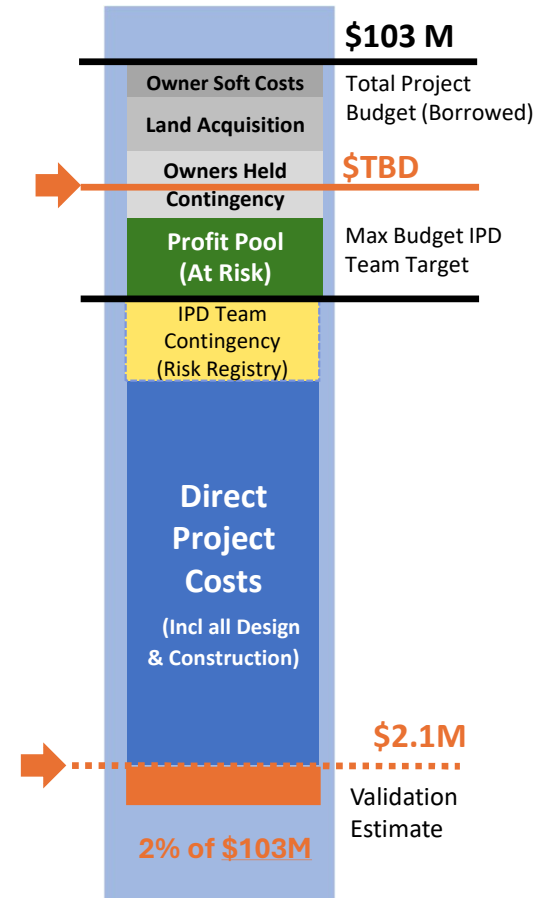 $103 M
Owner Soft Costs
Total Project
Budget (Borrowed)
Land Acquisition
Owners Held
Contingency
$TBD
Profit Pool
(At Risk)
Max Budget IPD
Team Target
IPD Team
Contingency
(Risk Registry)
Direct
Project
Costs
(Incl all Design
& Construction)
$2.1M
Validation
Estimate
2% of $103M